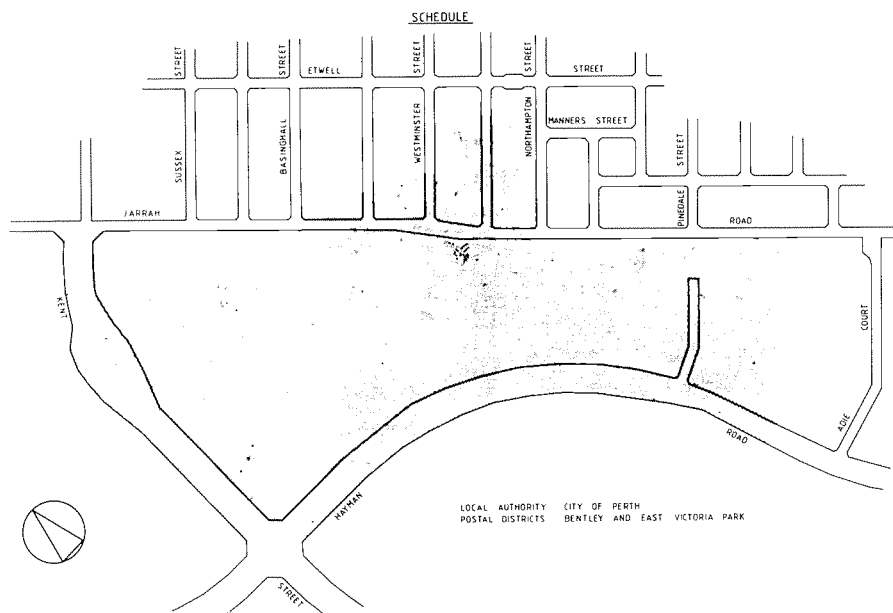 SCHEDULE
STREET
STREET
STREET
STREET
ETWELL
STREET
SUSSEX
BASINGHALL
WESTMINSTER
NORTHAMPTON
MANNERS STREET
STREET
PINEDALE
JARRAH
ROAD
KENT
COURT
ADIE
ROAD
HAYMAN
STREET
LOCAL AUTHORITY CITY OF PERTH
POSTAL DISTRICTS BENTLEY AND EAST VICTORIA PARK